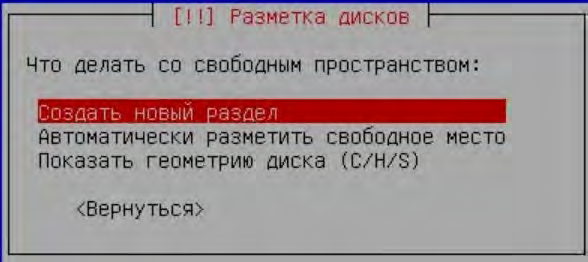 [!!] Разметка дисков
Что делать со свободным пространством:
Создать новый раздел
Автоматически разметить свободное место
Показать геометрию диска (C/H/S)
<Вернуться>